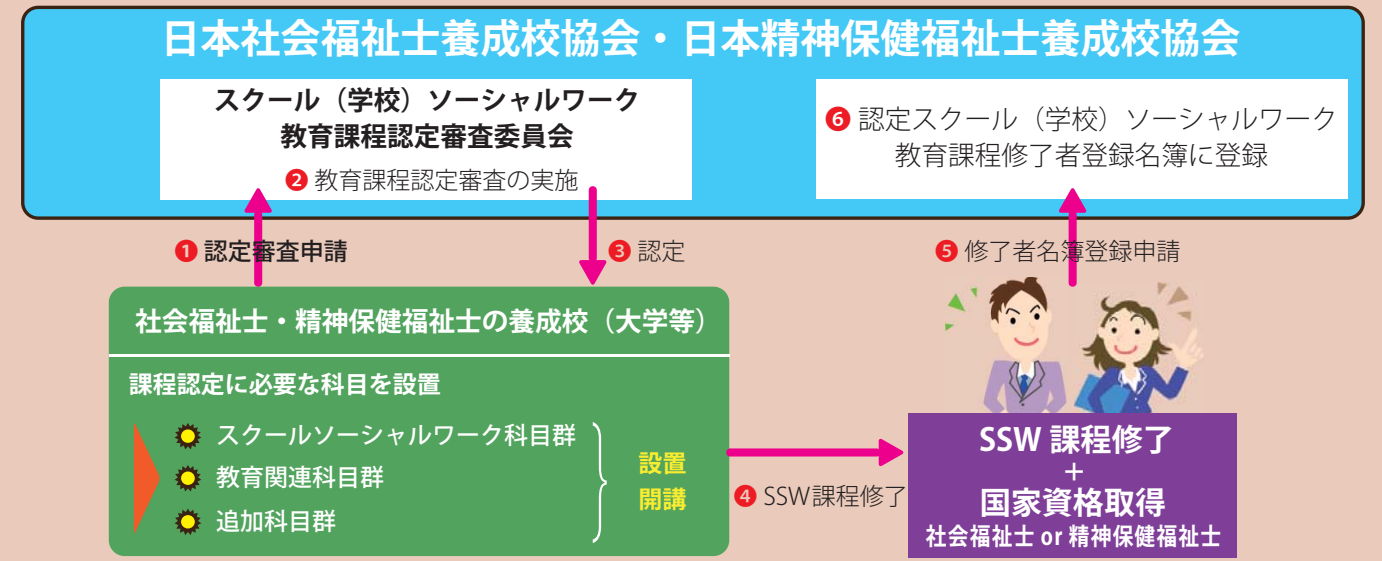 日本社会福祉士養成校協会・日本精神保健福祉士養成校協会
スクール（学校）ソーシャルワーク
教育課程認定審査委員会
❷ 教育課程認定審査の実施
❻ 認定スクール（学校）ソーシャルワーク
教育課程修了者登録名簿に登録
❶ 認定審査申請
❸ 認定
❺ 修了者名簿登録申請
社会福祉士・精神保健福祉士の養成校（大学等）
課程認定に必要な科目を設置
スクールソーシャルワーク科目群
教育関連科目群
追加科目群
設置
開講
❹ SSW課程修了
SSW 課程修了
＋
国家資格取得
社会福祉士 or 精神保健福祉士